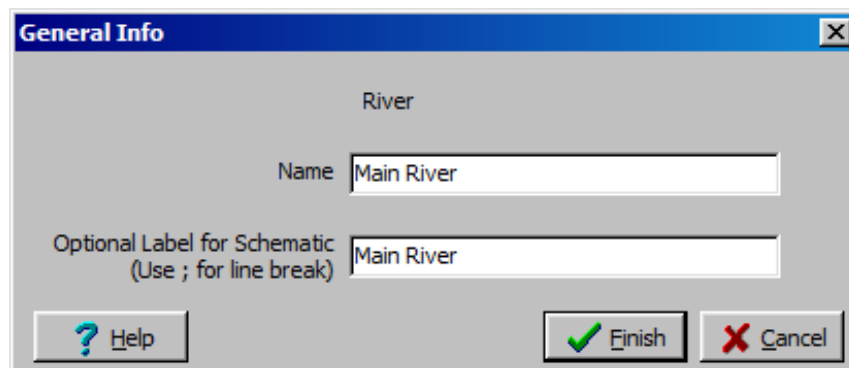 General Info
River
Name
Main River
Optional Label for Schematic
(Use ; for line break)
Main River
Help
Finish
Cancel